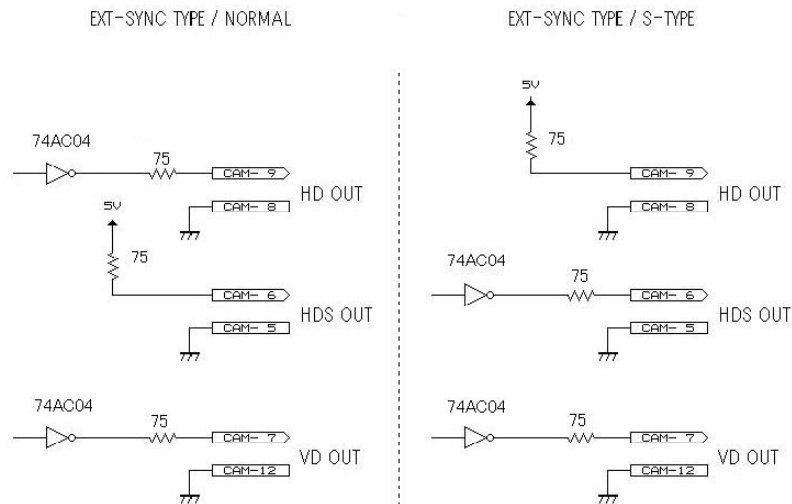 EXT-SYNC TYPE / NORMAL
74AC04
75
CAM- 9
HD OUT
CAM- 8
5V
75
CAM- 6
HDS OUT
CAM- 5
74AC04
75
CAM- 7
VD OUT
CAM-12
EXT-SYNC TYPE / S-TYPE
5V
75
CAM- 9
HD OUT
CAM- 8
74AC04
75
CAM- 6
HDS OUT
CAM- 5
74AC04
75
CAM- 7
VD OUT
CAM-12